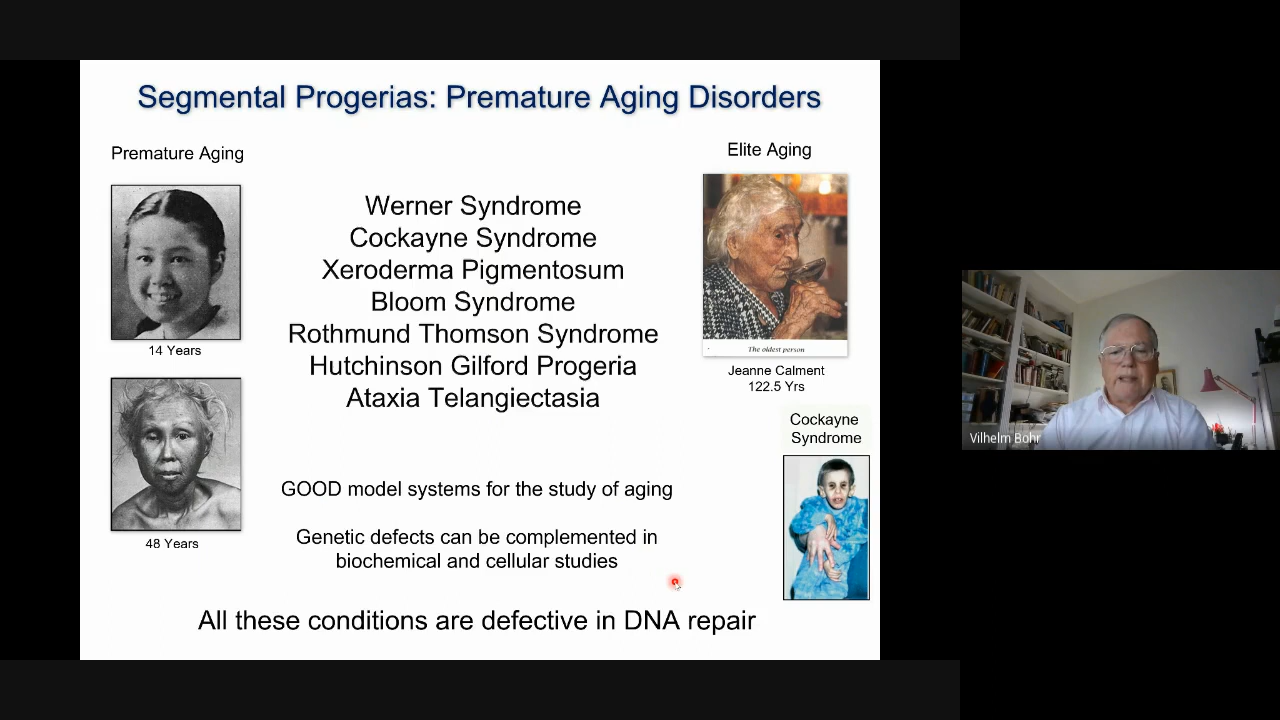 Segmental Progerias: Premature Aging Disorders
Premature Aging
14 Years
48 Years
Werner Syndrome
Cockayne Syndrome
Xeroderma Pigmentosum
Bloom Syndrome
Rothmund Thomson Syndrome
Hutchinson Gilford Progeria
Ataxia Telangiectasia
GOOD model systems for the study of aging
Genetic defects can be complemented in
biochemical and cellular studies
All these conditions are defective in DNA repair
Elite Aging
The oldest person
Jeanne Calment
122.5 Yrs
Cockayne
Syndrome
Vilhelm Bohr